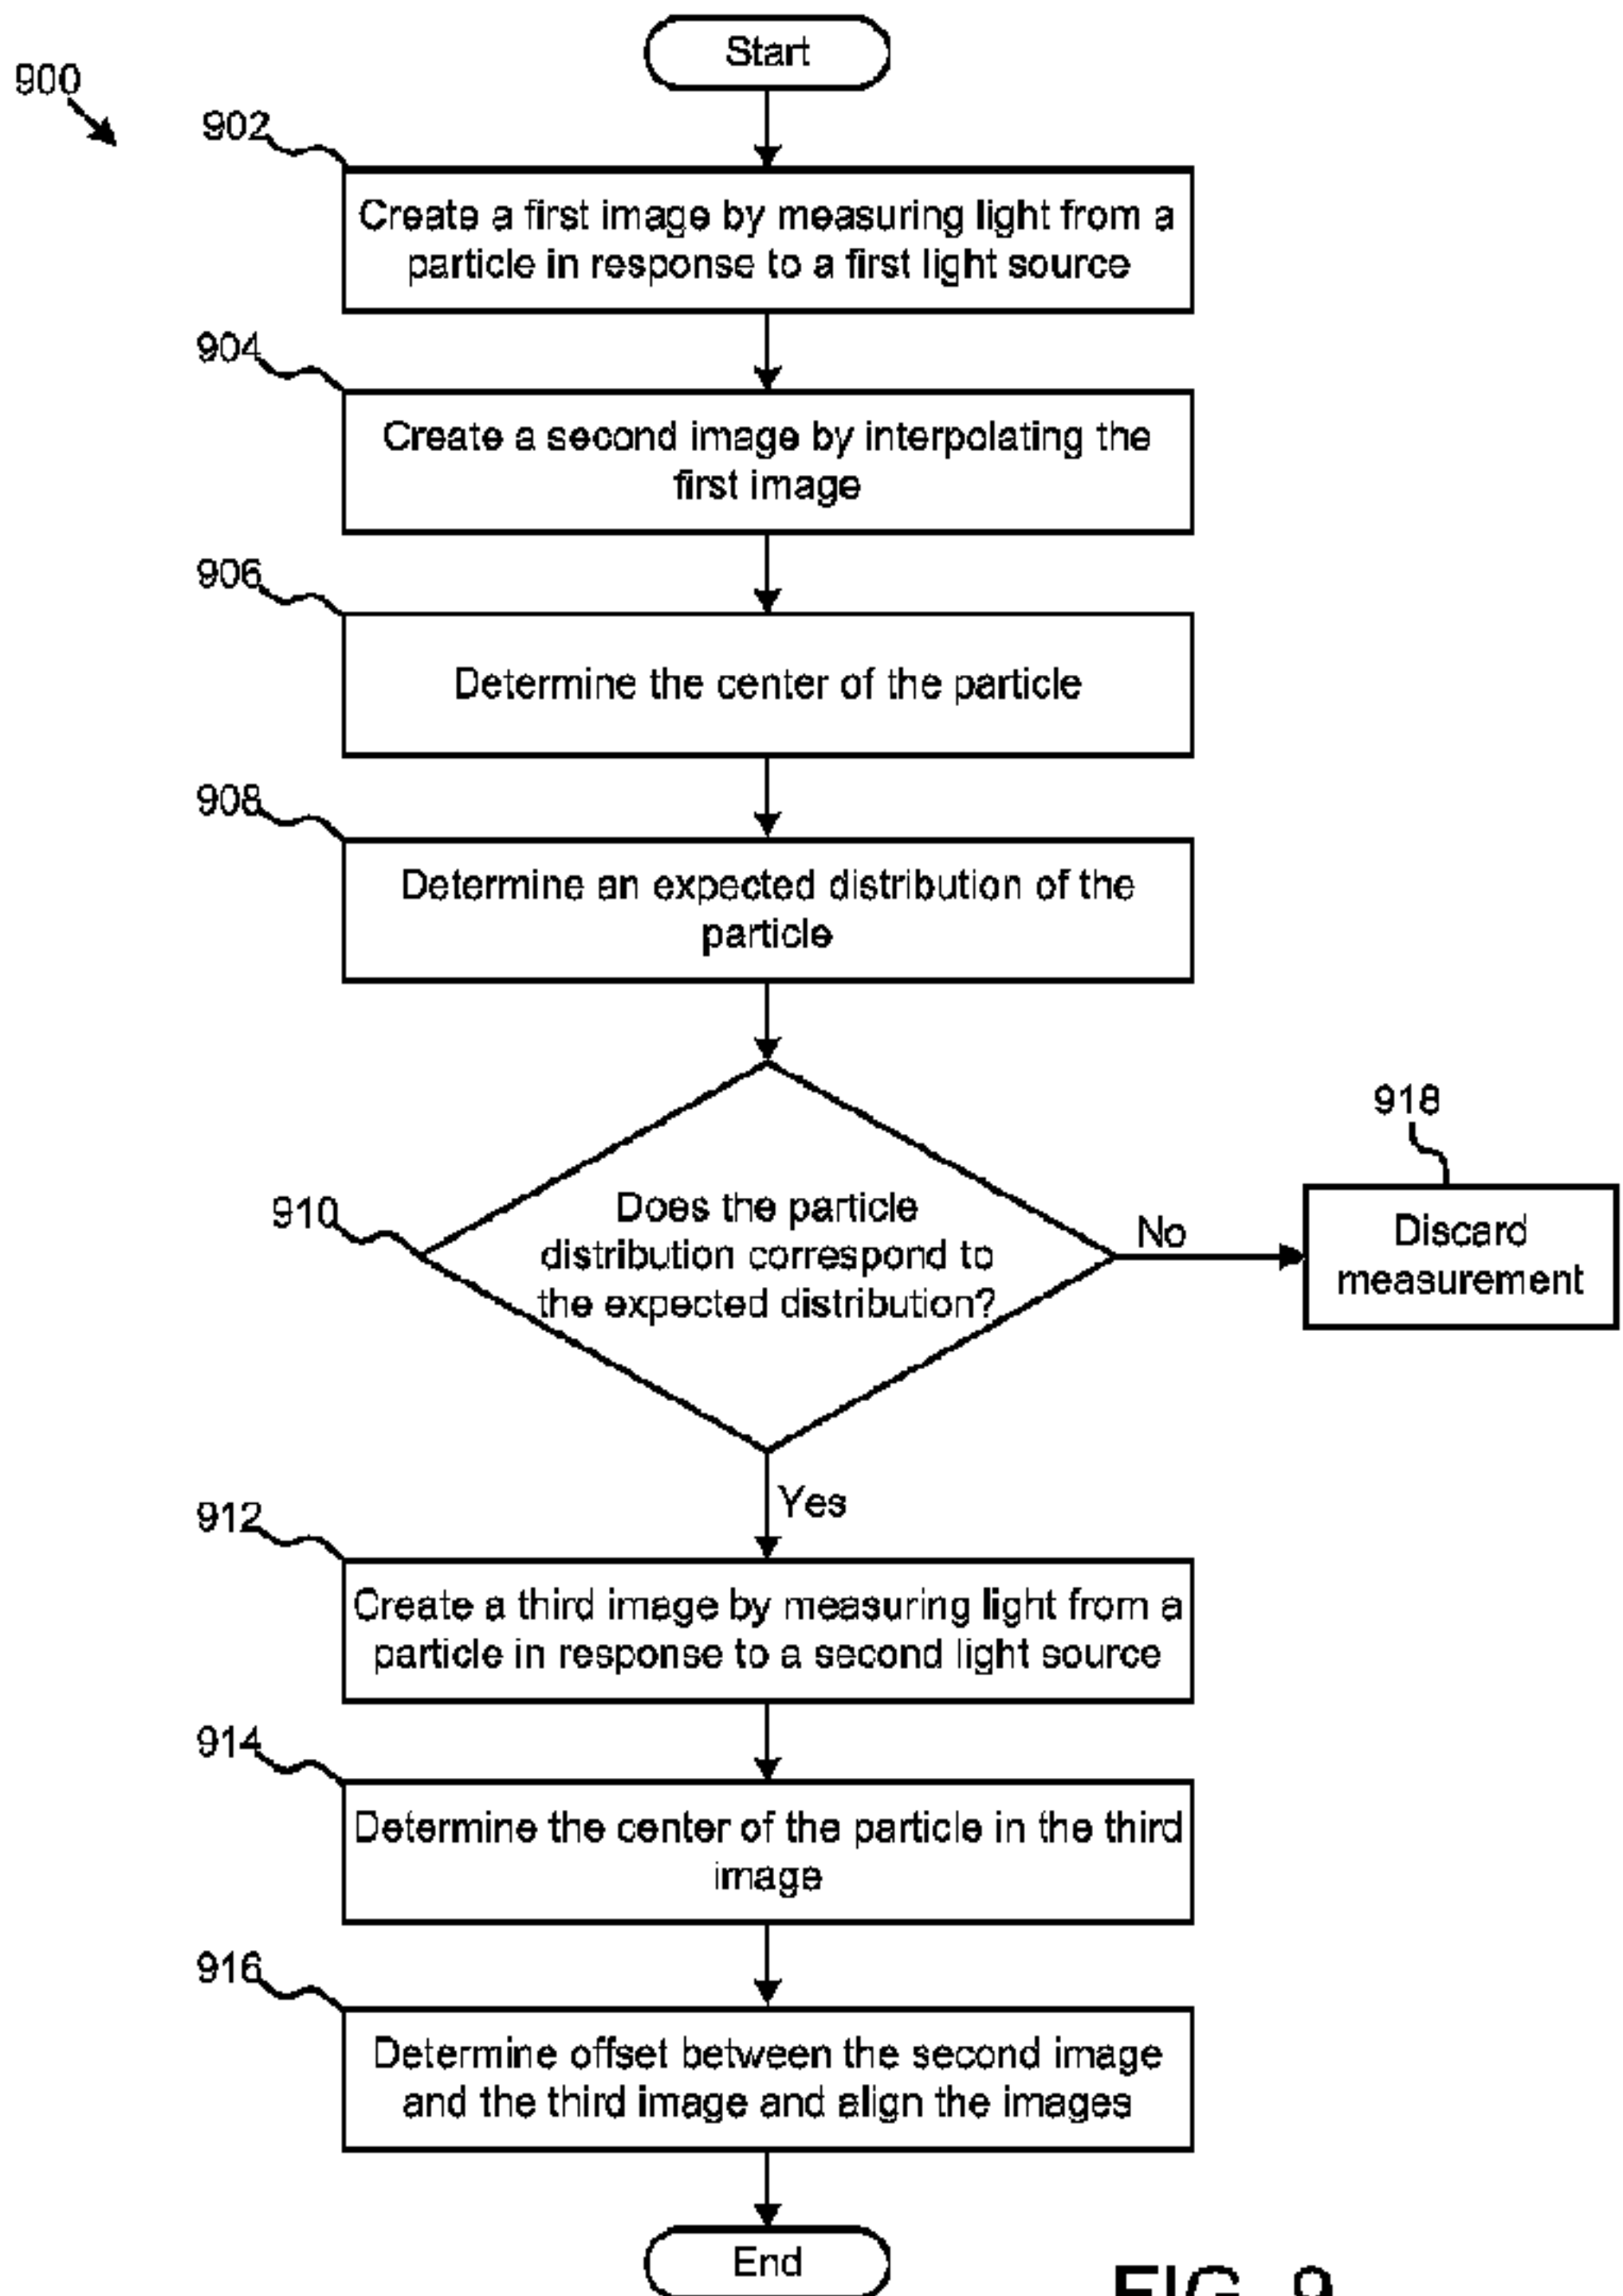 Start
900
902
Create a first image by measuring light from a
particle in response to a first light source
904
Create a second image by interpolating the
first image
906
Determine the center of the particle
908
Determine an expected distribution of the
particle
910
Does the particle
distribution correspond to
the expected distribution?
No
918
Discard
measurement
Yes
912
Create a third image by measuring light from a
particle in response to a second light source
914
Determine the center of the particle in the third
image
916
Determine offset between the second image
and the third image and align the images
End
FIG. 9